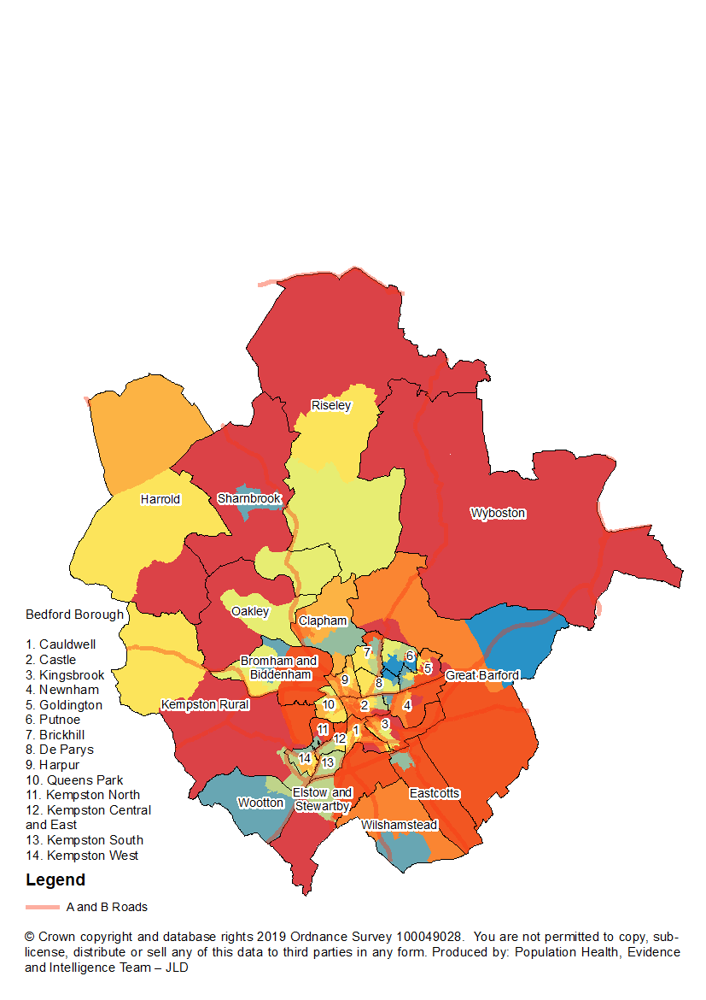 Riseley
Harrold
Sharnbrook
Wyboston
Oakley
Bedford Borough
Clapham
1. Cauldwell
2. Castle
3. Kingsbrook
4. Newnham
5. Goldington
6. Putnoe
7. Brickhill
8. De Parys
9. Harpur
10. Queens Park
11. Kempston North
12. Kempston Central
and East
13. Kempston South
14. Kempston West
7
6
5
Bromham and
Biddenham
Great Barford
9
8
Kempston Rural
10
2
4
11
1
3
12
14
13
Wootton
Elstow and
Stewartby
Eastcotts
Wilshamstead
Legend
A and B Roads
© Crown copyright and database rights 2019 Ordnance Survey 100049028. You are not permitted to copy, sub-
license, distribute or sell any of this data to third parties in any form. Produced by: Population Health, Evidence
and Intelligence Team – JLD